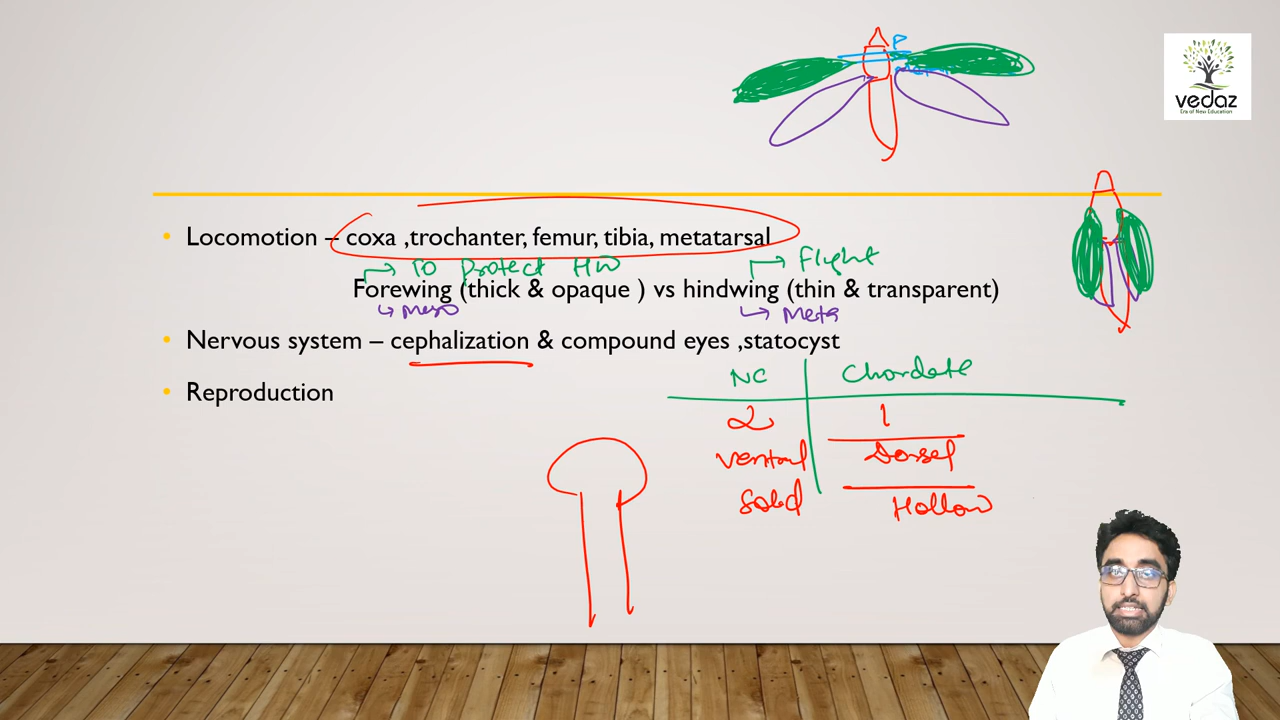 P
vedaz
Era of New Education
• Locomotion – coxa ,trochanter, femur, tibia, metatarsal
→ To protect HW → Flight
Forewing (thick & opaque ) vs hindwing (thin & transparent)
↳ Meso ↳ Meta
• Nervous system – cephalization & compound eyes ,statocyst
• Reproduction
NC Chordate
2 1
ventral Dorsal
Solid Hollow